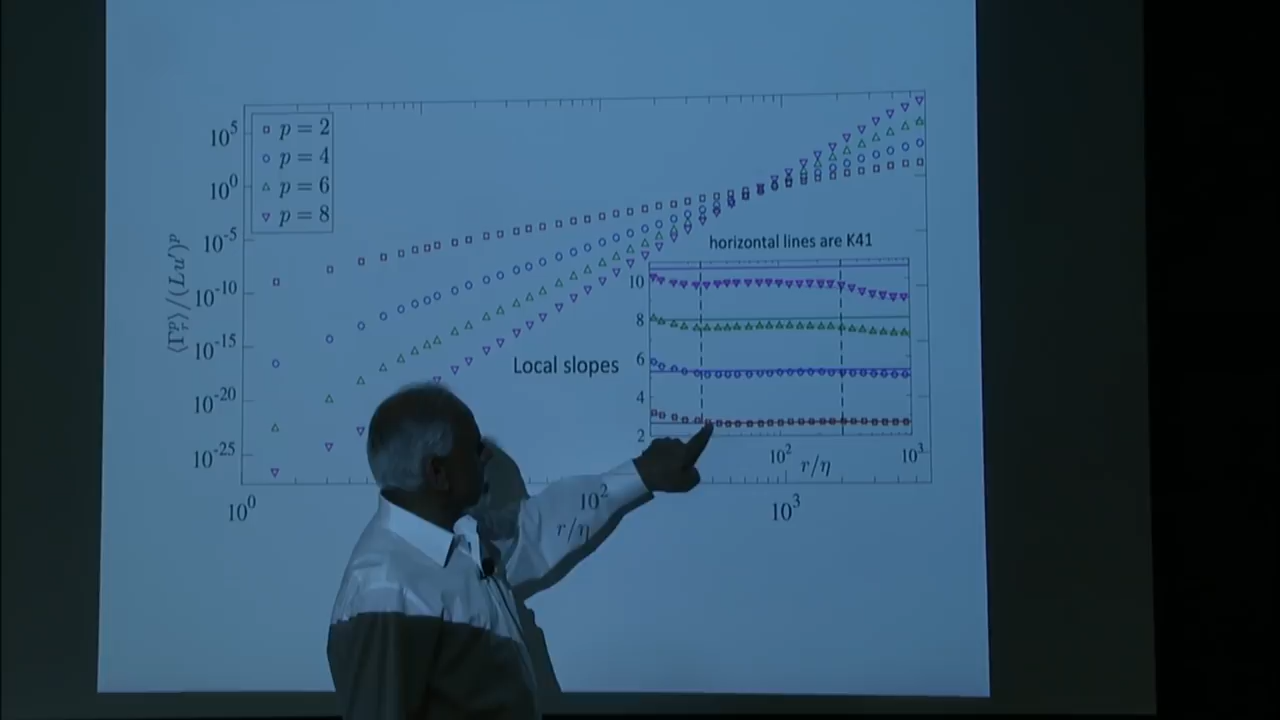 10^5
10^0
10^-5
10^-10
10^-15
10^-20
10^-25
⟨Γ_r^p⟩/(Lu')^p
p = 2
p = 4
p = 6
p = 8
horizontal lines are K41
Local slopes
10
8
6
4
2
10^2
10^3
r/η
10^0
10^2
10^3
r/η